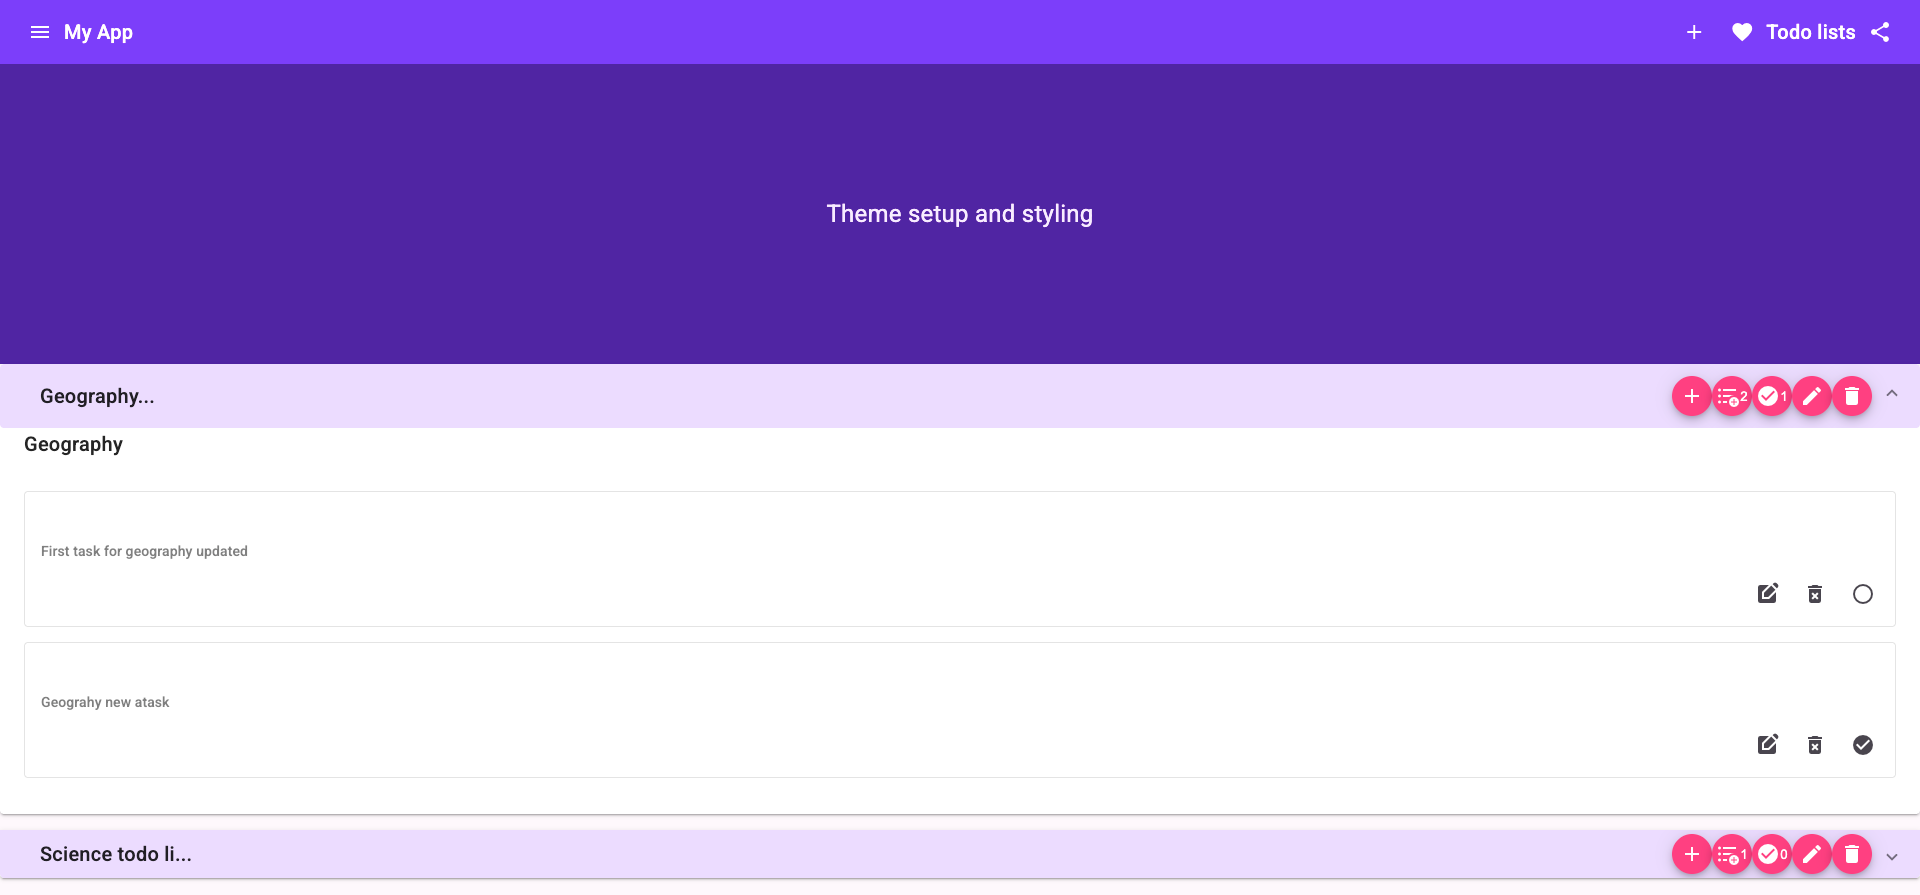 My App
Todo lists
Theme setup and styling
Geography...
2
1
Geography
First task for geography updated
Geograhy new atask
Science todo li...
1
0